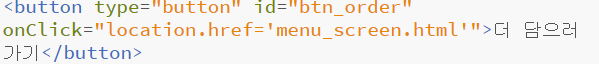 <button type="button" id="btn_order"
onClick="location.href='menu_screen.html'">더 담으러
가기</button>